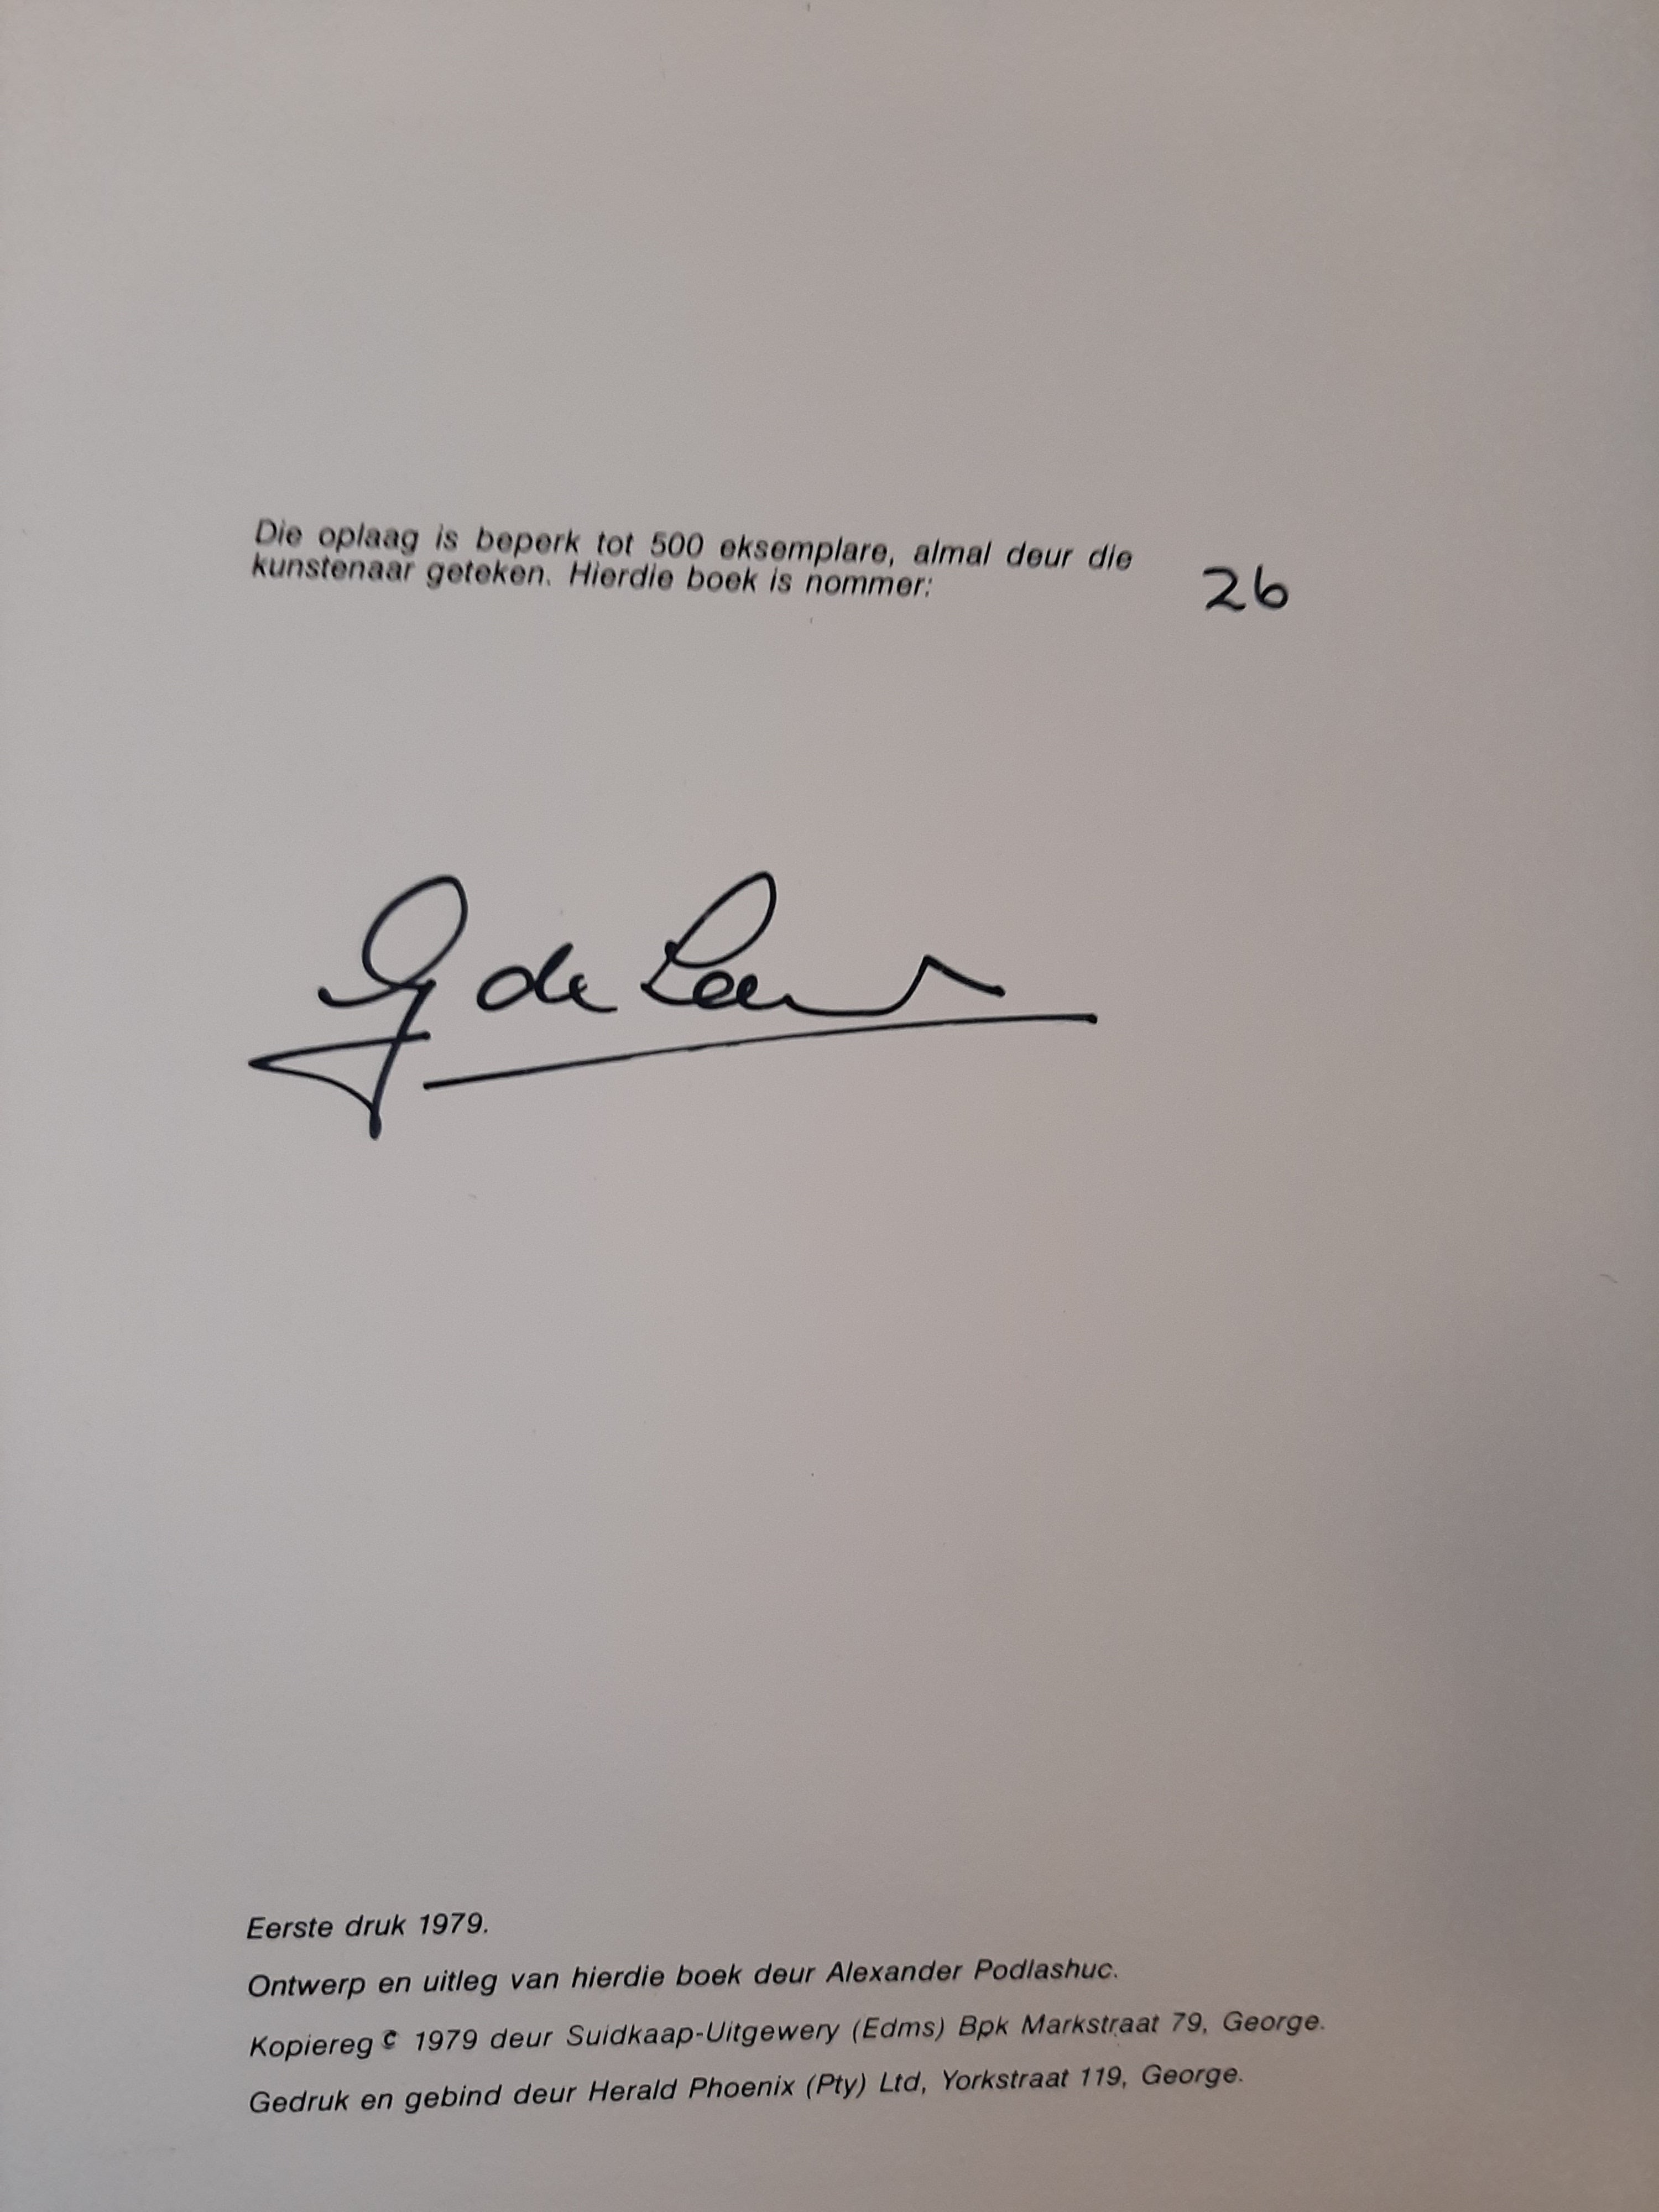 Die oplaag is beperk tot 500 eksemplare, almal deur die
kunstenaar geteken. Hierdie boek is nommer:
26
G de Lee
Eerste druk 1979.
Ontwerp en uitleg van hierdie boek deur Alexander Podlashuc.
Kopiereg © 1979 deur Suidkaap-Uitgewery (Edms) Bpk Markstraat 79, George.
Gedruk en gebind deur Herald Phoenix (Pty) Ltd, Yorkstraat 119, George.